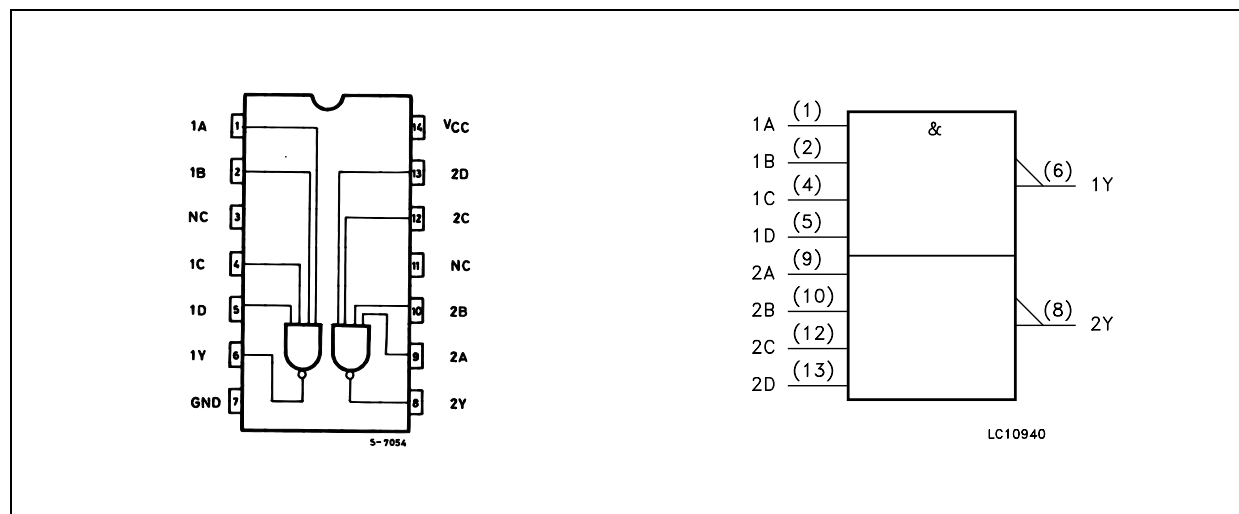 1A 1 14 VCC
1B 2 13 2D
NC 3 12 2C
1C 4 11 NC
1D 5 10 2B
1Y 6 9 2A
GND 7 8 2Y
S-7054
&
1A (1)
1B (2)
1C (4)
1D (5)
2A (9)
2B (10)
2C (12)
2D (13)
(6) 1Y
(8) 2Y
LC10940